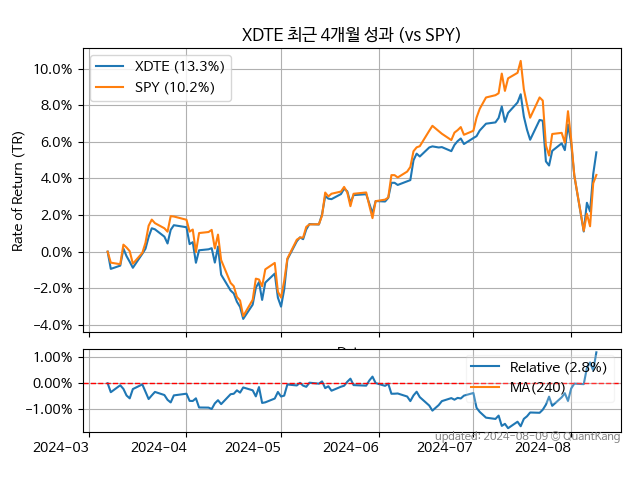 XDTE 최근 4개월 성과 (vs SPY)
XDTE (13.3%)
SPY (10.2%)
Rate of Return (TR)
10.0%
8.0%
6.0%
4.0%
2.0%
0.0%
−2.0%
−4.0%
1.00%
0.00%
−1.00%
Relative (2.8%)
MA(240)
2024-03
2024-04
2024-05
2024-06
2024-07
2024-08
updated: 2024-08-09 © QuantKang